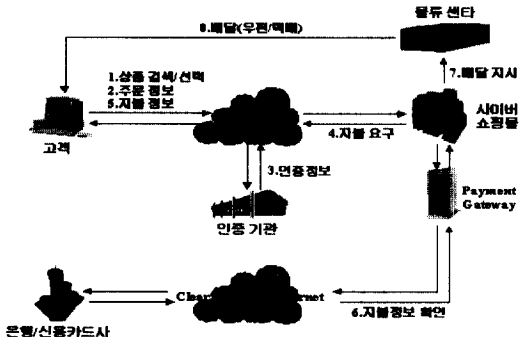 물류 센타
8.배달(우편/택배)
1.상품 검색/선택
2.주문 정보
5.지불 정보
7.배달 지시
사이버
쇼핑몰
고객
4.지불 요구
3.인증정보
Payment
Gateway
인증 기관
6.지불정보 확인
은행/신용카드사